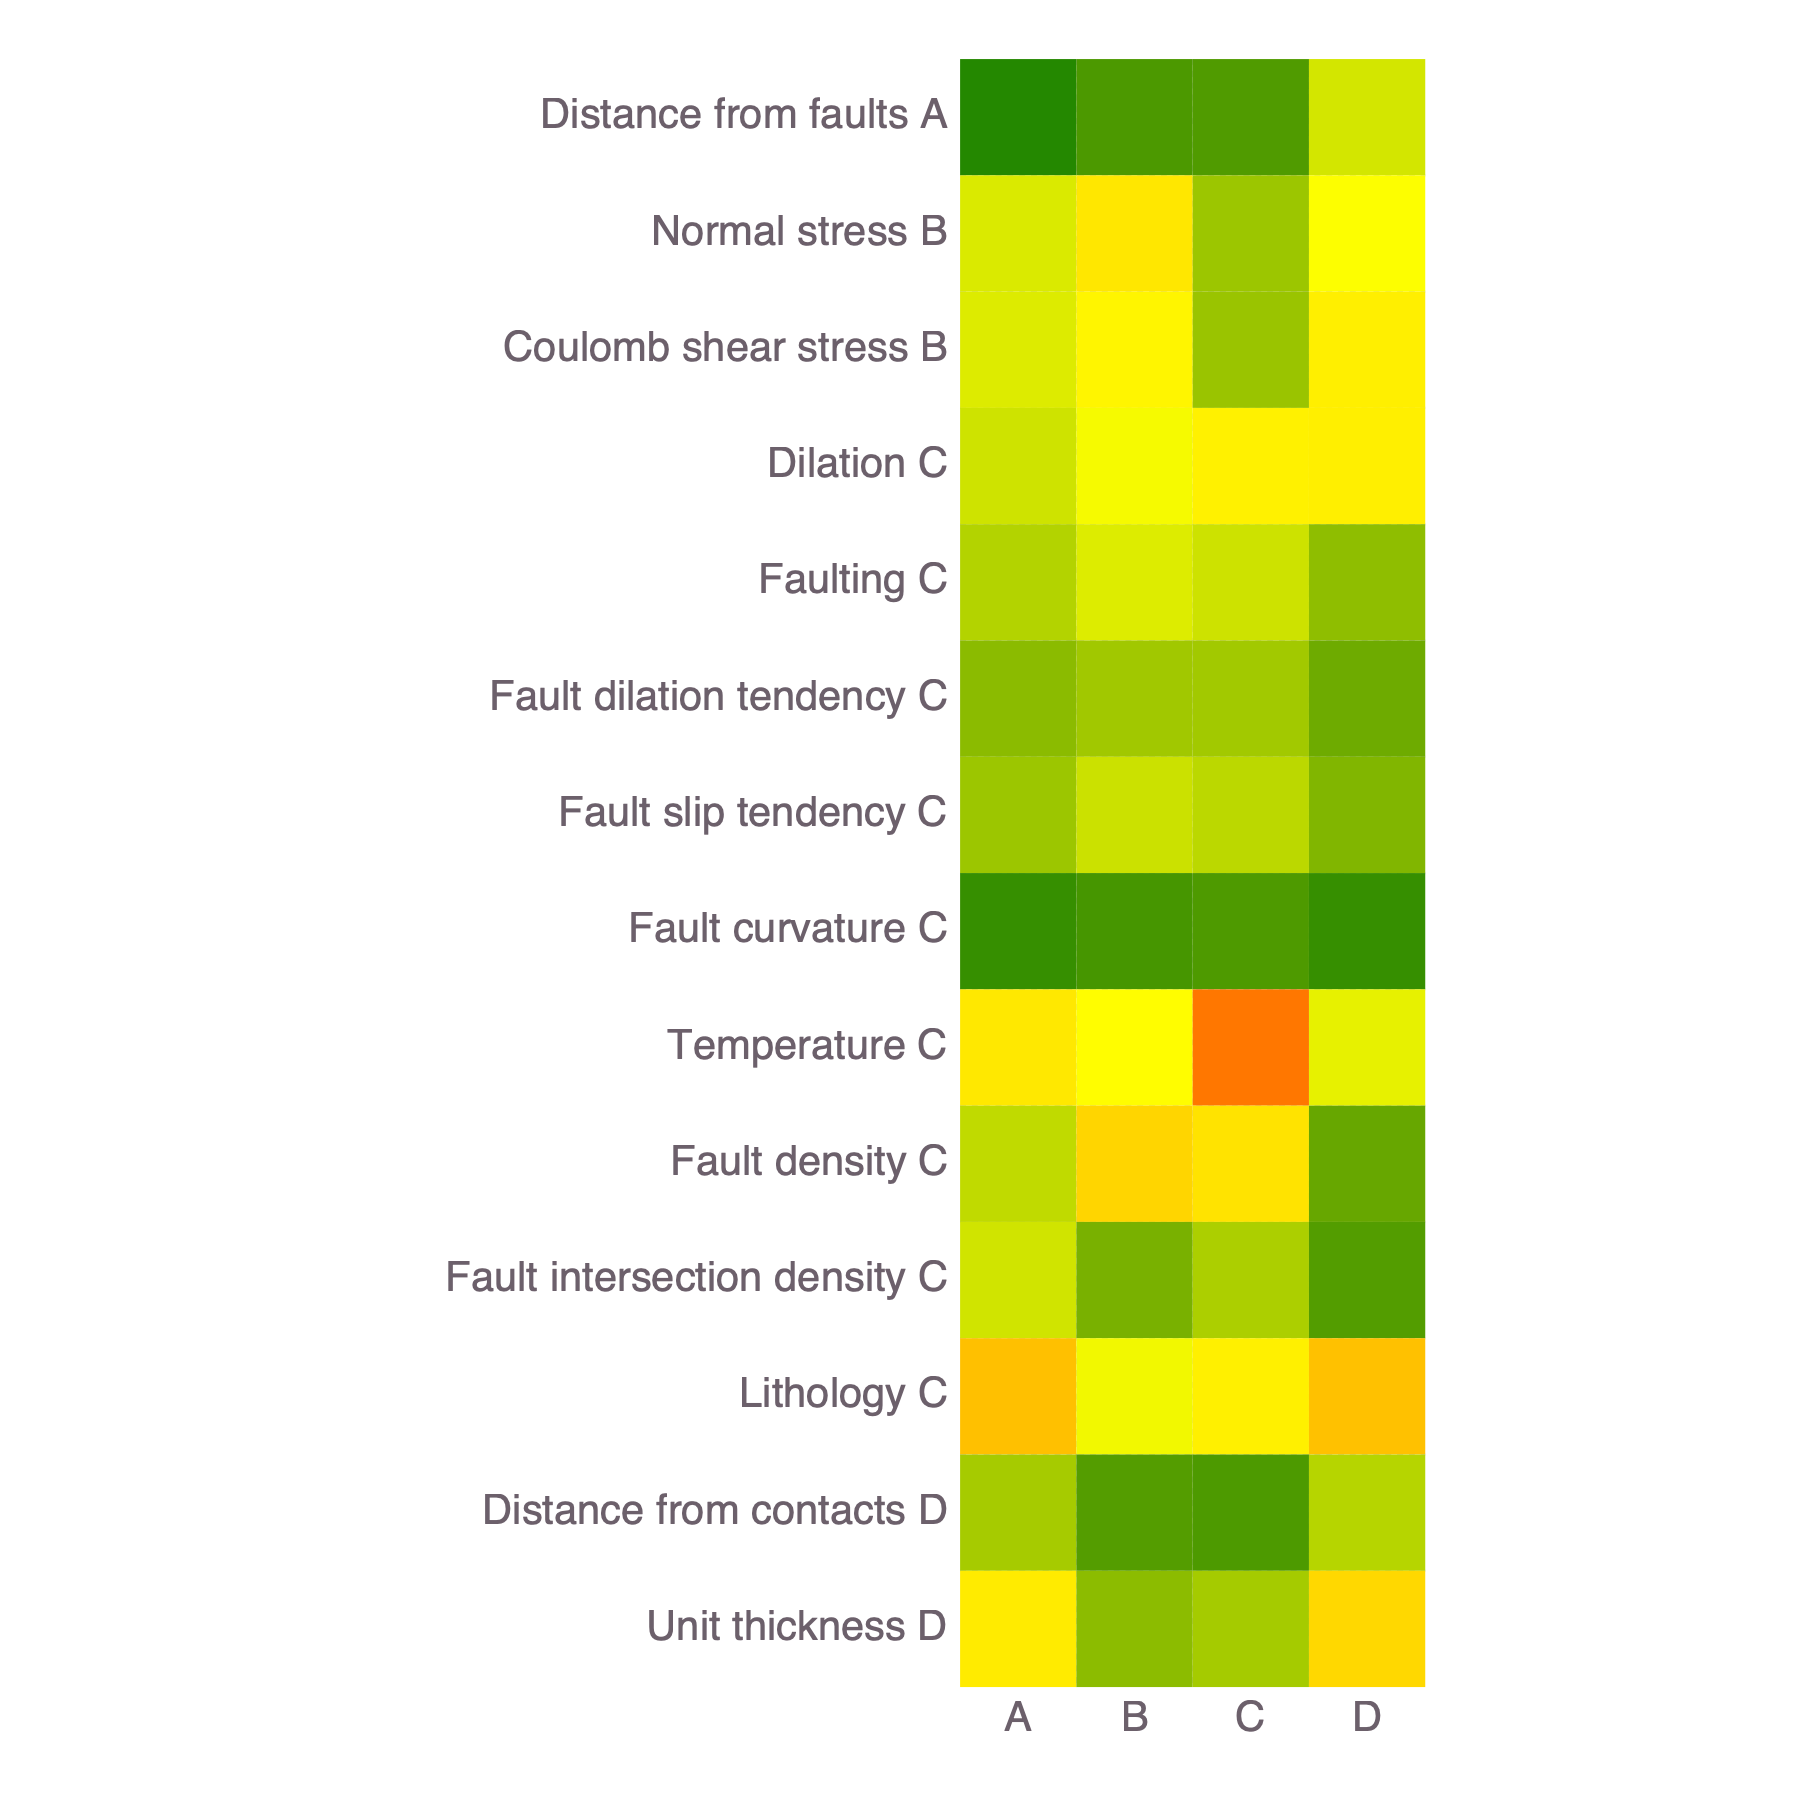 Distance from faults A
Normal stress B
Coulomb shear stress B
Dilation C
Faulting C
Fault dilation tendency C
Fault slip tendency C
Fault curvature C
Temperature C
Fault density C
Fault intersection density C
Lithology C
Distance from contacts D
Unit thickness D
A B C D